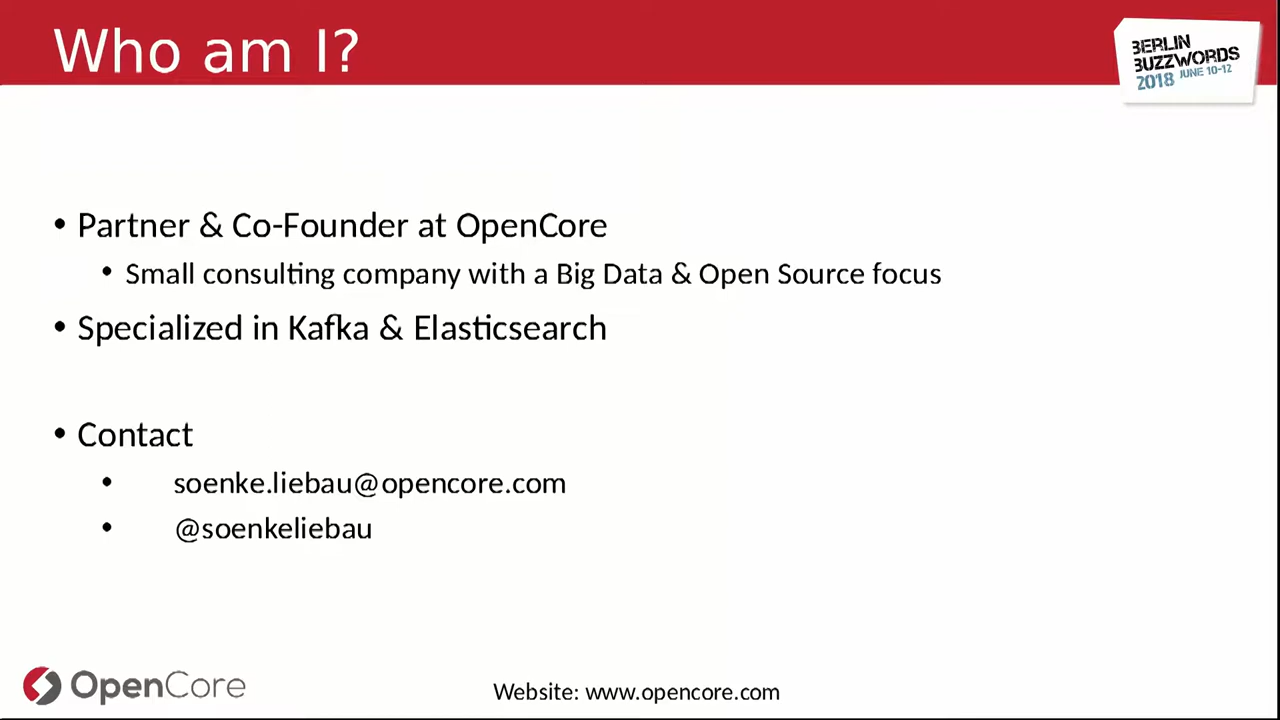 Who am I?
BERLIN
BUZZWORDS
2018 JUNE 10-12
• Partner & Co-Founder at OpenCore
• Small consulting company with a Big Data & Open Source focus
• Specialized in Kafka & Elasticsearch
• Contact
• soenke.liebau@opencore.com
• @soenkeliebau
OpenCore
Website: www.opencore.com